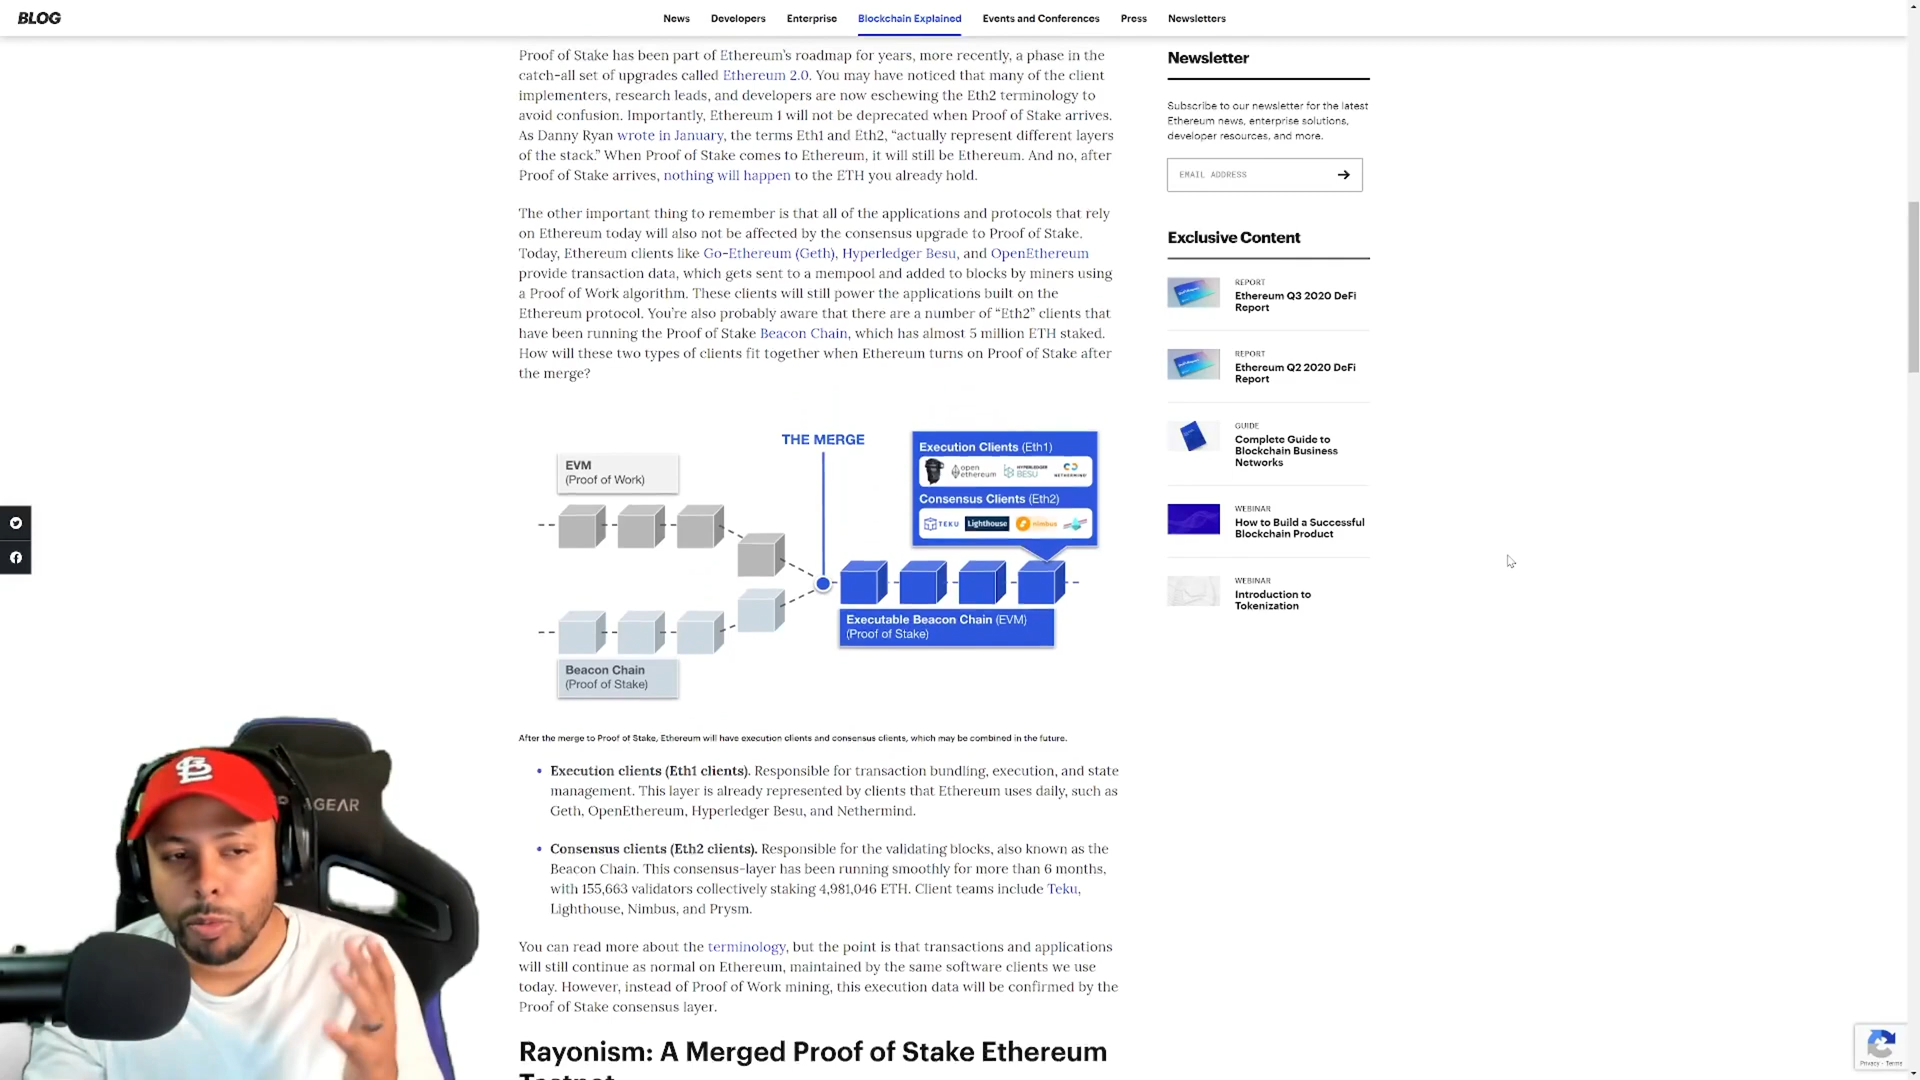 BLOG
News Developers Enterprise Blockchain Explained Events and Conferences Press Newsletters
Proof of Stake has been part of Ethereum's roadmap for years, more recently, a phase in the
catch-all set of upgrades called Ethereum 2.0. You may have noticed that many of the client
implementers, research leads, and developers are now eschewing the Eth2 terminology to
avoid confusion. Importantly, Ethereum 1 will not be deprecated when Proof of Stake arrives.
As Danny Ryan wrote in January, the terms Eth1 and Eth2, “actually represent different layers
of the stack.” When Proof of Stake comes to Ethereum, it will still be Ethereum. And no, after
Proof of Stake arrives, nothing will happen to the ETH you already hold.
The other important thing to remember is that all of the applications and protocols that rely
on Ethereum today will also not be affected by the consensus upgrade to Proof of Stake.
Today, Ethereum clients like Go-Ethereum (Geth), Hyperledger Besu, and OpenEthereum
provide transaction data, which gets sent to a mempool and added to blocks by miners using
a Proof of Work algorithm. These clients will still power the applications built on the
Ethereum protocol. You're also probably aware that there are a number of “Eth2” clients that
have been running the Proof of Stake Beacon Chain, which has almost 5 million ETH staked.
How will these two types of clients fit together when Ethereum turns on Proof of Stake after
the merge?
THE MERGE
EVM
(Proof of Work)
Execution Clients (Eth1)
open ethereum
HYPERLEDGER BESU
NETHERMIND
Consensus Clients (Eth2)
TEKU
Lighthouse
nimbus
Executable Beacon Chain (EVM)
(Proof of Stake)
Beacon Chain
(Proof of Stake)
After the merge to Proof of Stake, Ethereum will have execution clients and consensus clients, which may be combined in the future.
• Execution clients (Eth1 clients). Responsible for transaction bundling, execution, and state
management. This layer is already represented by clients that Ethereum uses daily, such as
Geth, OpenEthereum, Hyperledger Besu, and Nethermind.
• Consensus clients (Eth2 clients). Responsible for the validating blocks, also known as the
Beacon Chain. This consensus-layer has been running smoothly for more than 6 months,
with 155,663 validators collectively staking 4,981,046 ETH. Client teams include Teku,
Lighthouse, Nimbus, and Prysm.
You can read more about the terminology, but the point is that transactions and applications
will still continue as normal on Ethereum, maintained by the same software clients we use
today. However, instead of Proof of Work mining, this execution data will be confirmed by the
Proof of Stake consensus layer.
Rayonism: A Merged Proof of Stake Ethereum
Testnet
Newsletter
Subscribe to our newsletter for the latest
Ethereum news, enterprise solutions,
developer resources, and more.
EMAIL ADDRESS
Exclusive Content
REPORT
Ethereum Q3 2020 DeFi
Report
REPORT
Ethereum Q2 2020 DeFi
Report
GUIDE
Complete Guide to
Blockchain Business
Networks
WEBINAR
How to Build a Successful
Blockchain Product
WEBINAR
Introduction to
Tokenization
Privacy - Terms